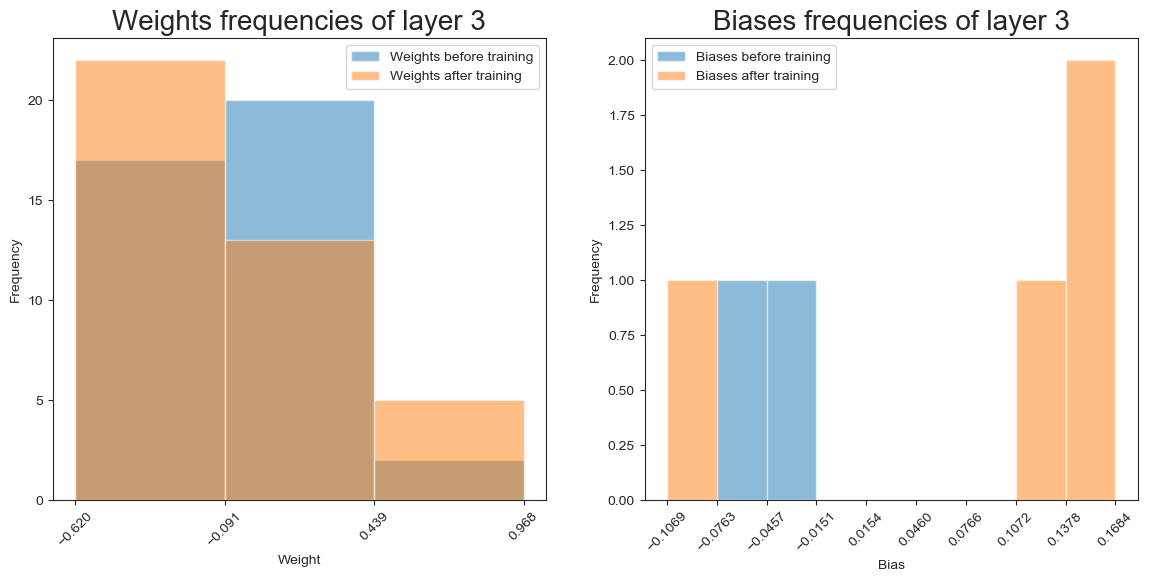 Weights frequencies of layer 3
Weights before training
Weights after training
Frequency
20
15
10
5
0
−0.620
−0.091
0.439
0.968
Weight
Biases frequencies of layer 3
Biases before training
Biases after training
Frequency
2.00
1.75
1.50
1.25
1.00
0.75
0.50
0.25
0.00
−0.1069
−0.0763
−0.0457
−0.0151
0.0154
0.0460
0.0766
0.1072
0.1378
0.1684
Bias